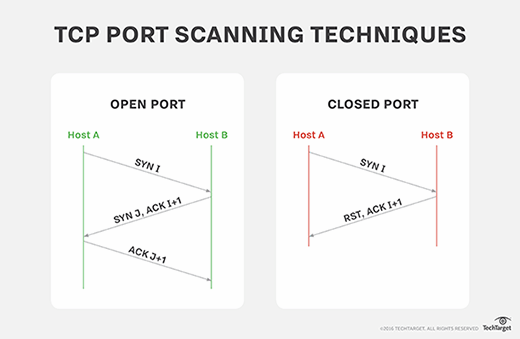 TCP PORT SCANNING TECHNIQUES
OPEN PORT
Host A Host B
SYN I
SYN J, ACK I+1
ACK J+1
CLOSED PORT
Host A Host B
SYN I
RST, ACK I+1
©2016 TECHTARGET. ALL RIGHTS RESERVED
TechTarget